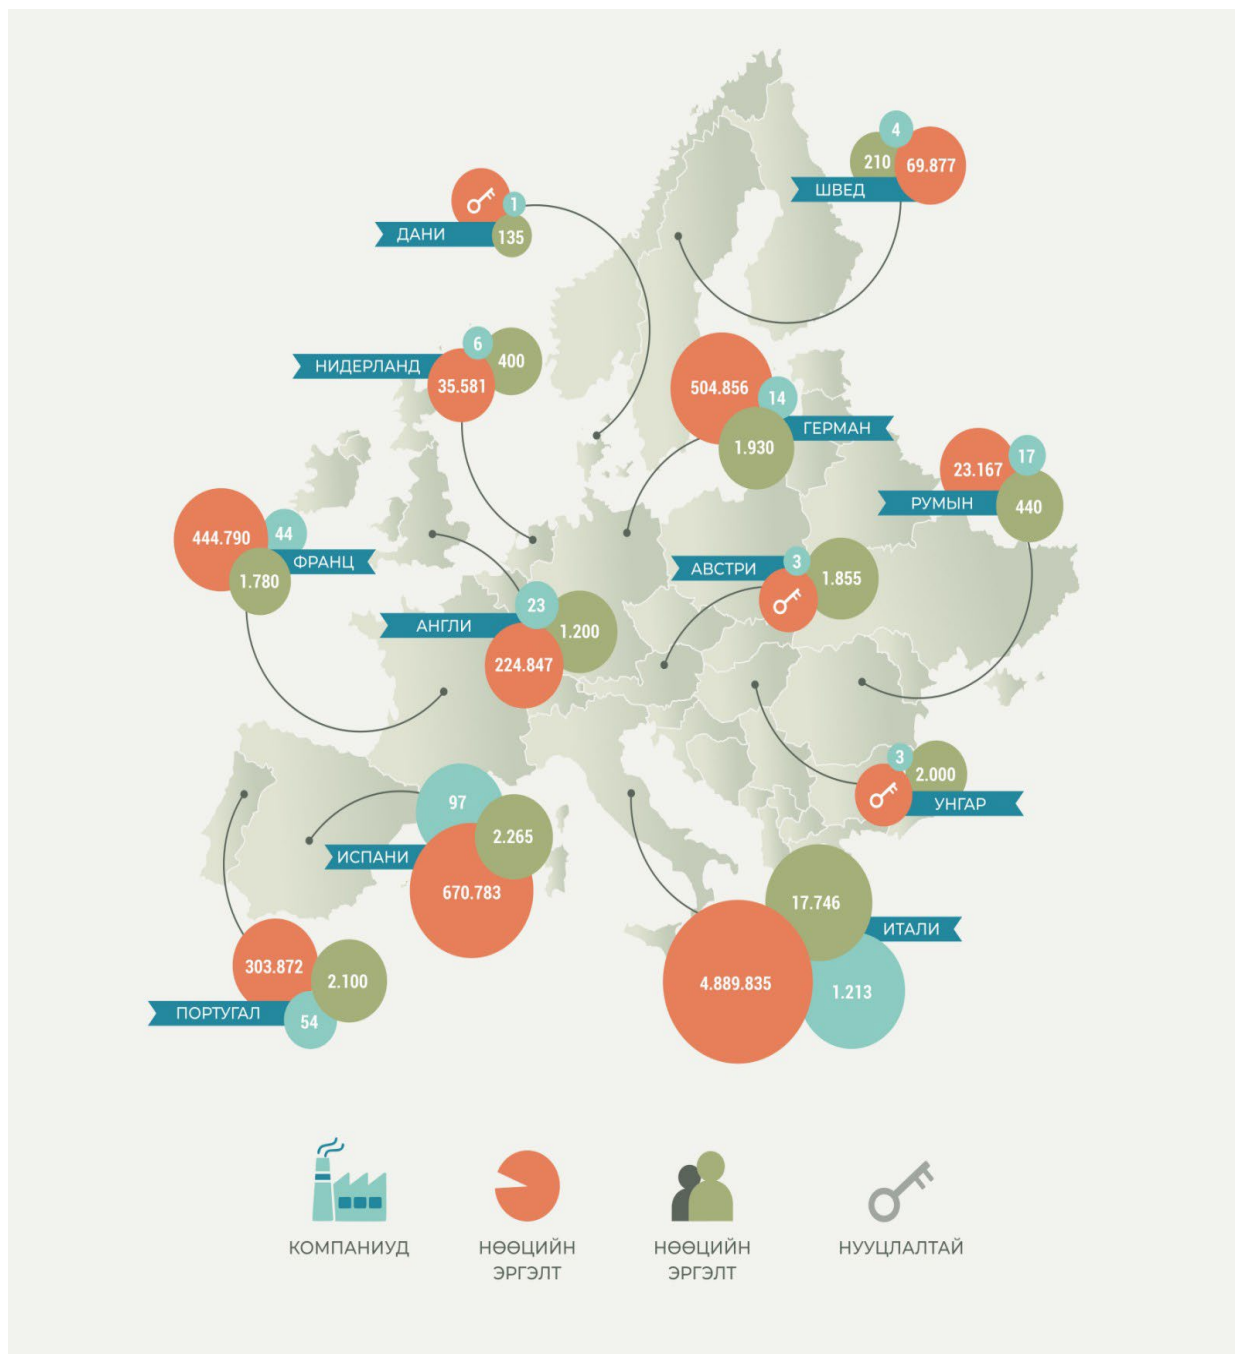 4
210
69.877
ШВЕД
1
ДАНИ
135
6
400
НИДЕРЛАНД
35.581
504.856
14
ГЕРМАН
1.930
17
23.167
РУМЫН
440
444.790
44
ФРАНЦ
1.780
3
АВСТРИ
1.855
23
АНГЛИ
1.200
224.847
3
2.000
УНГАР
97
2.265
ИСПАНИ
670.783
17.746
ИТАЛИ
4.889.835
1.213
303.872
2.100
ПОРТУГАЛ
54
КОМПАНИУД
НӨӨЦИЙН
ЭРГЭЛТ
НӨӨЦИЙН
ЭРГЭЛТ
НУУЦЛАЛТАЙ